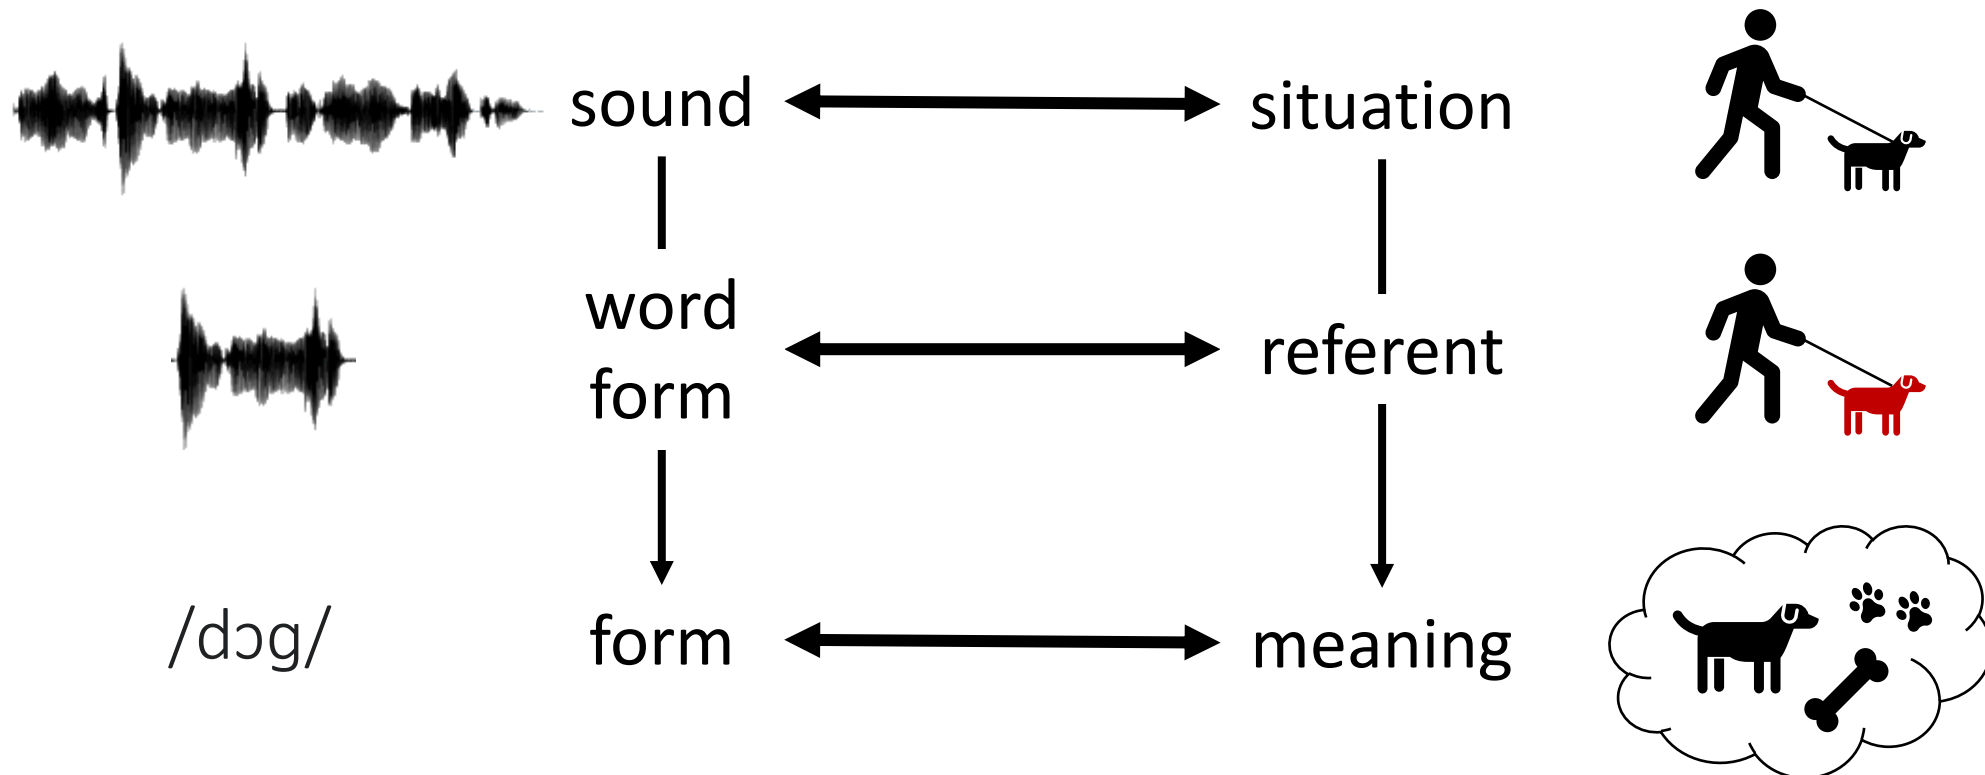 sound
situation
word
form
referent
/dɔg/
form
meaning